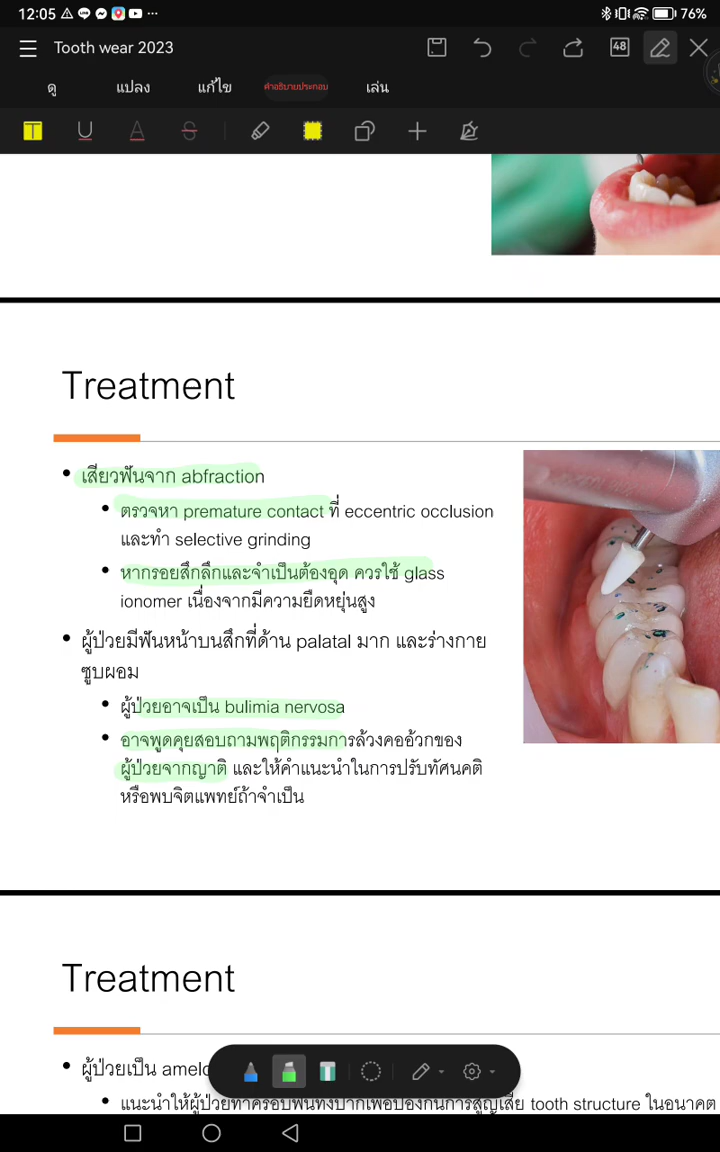 12:05
76%
Tooth wear 2023
48
ดู แปลง แก้ไข คำอธิบายประกอบ เล่น
Treatment
• เสียวฟันจาก abfraction
• ตรวจหา premature contact ที่ eccentric occlusion
และทำ selective grinding
• หากรอยสึกลึกและจำเป็นต้องอุด ควรใช้ glass
ionomer เนื่องจากมีความยืดหยุ่นสูง
• ผู้ป่วยมีฟันหน้าบนสึกที่ด้าน palatal มาก และร่างกาย
ซูบผอม
• ผู้ป่วยอาจเป็น bulimia nervosa
• อาจพูดคุยสอบถามพฤติกรรมการล้วงคออ้วกของ
ผู้ป่วยจากญาติ และให้คำแนะนำในการปรับทัศนคติ
หรือพบจิตแพทย์ถ้าจำเป็น
Treatment
• ผู้ป่วยเป็น
• แนะนำให้ผู้ป่วยทำครอบฟันทั้งปากเพื่อป้องกันการสูญเสีย tooth structure ในอนาคต